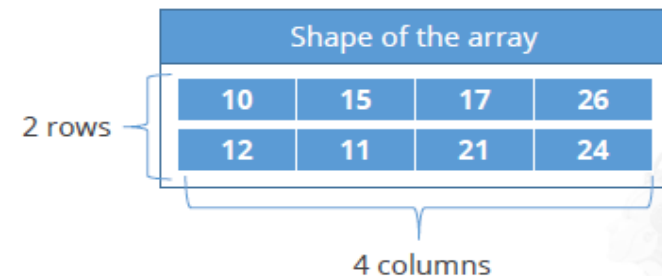 Shape of the array
10 15 17 26
2 rows
12 11 21 24
4 columns